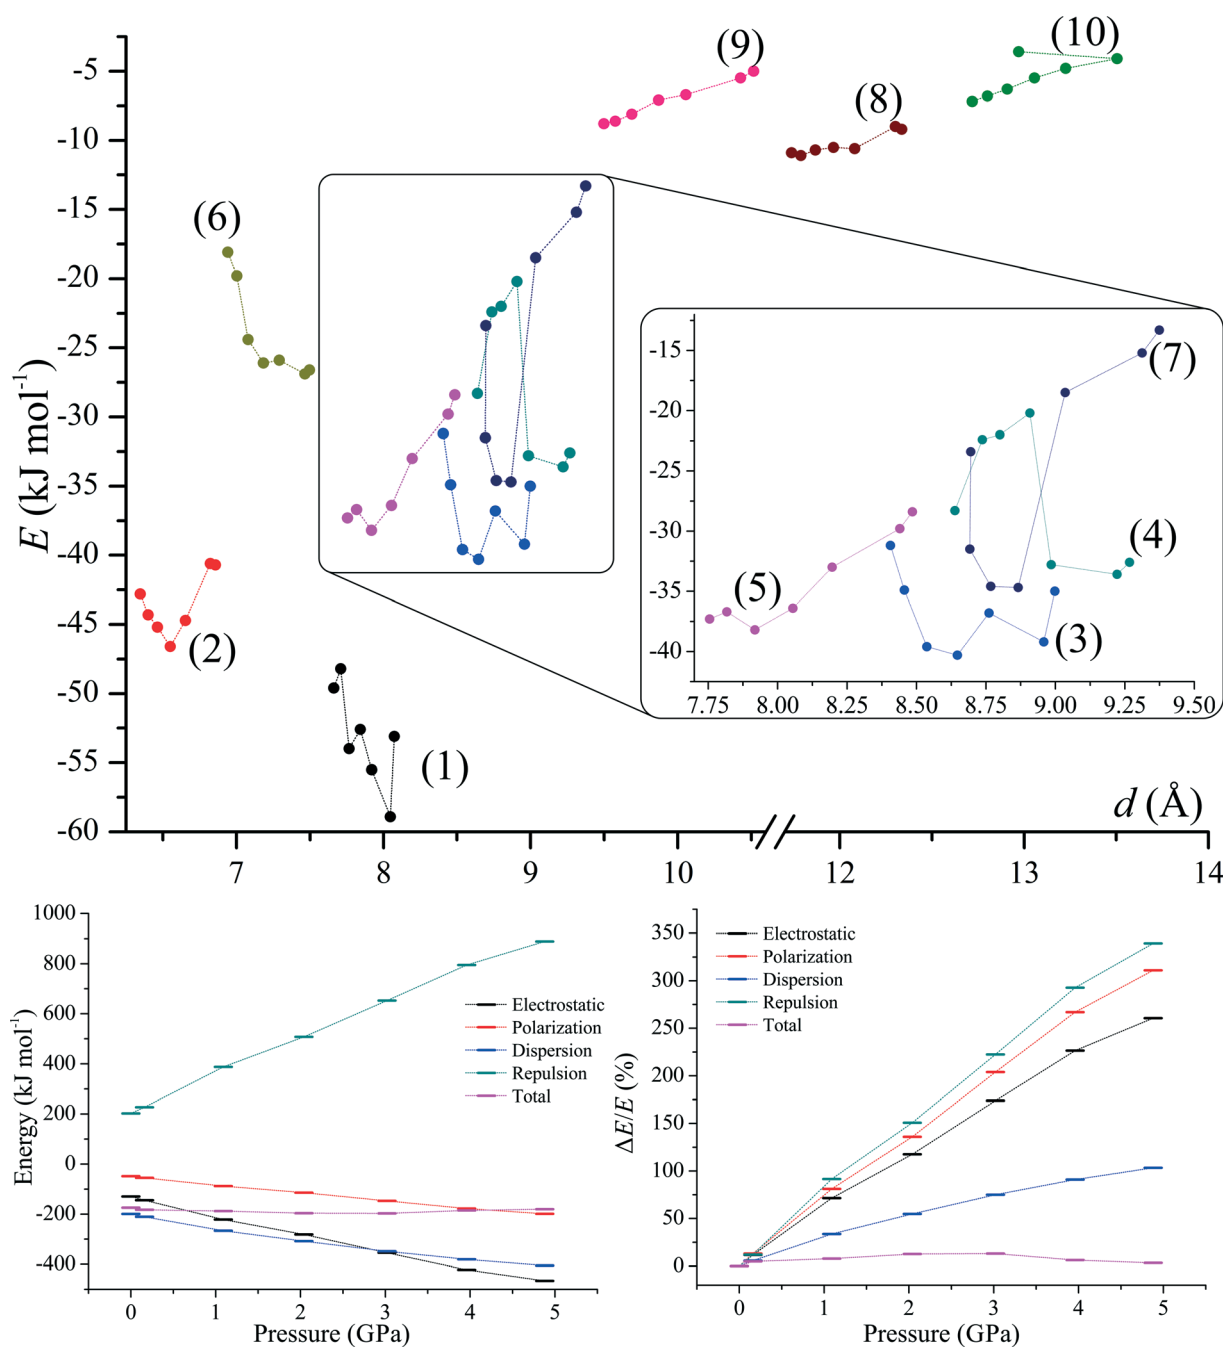 (9)
(10)
-5
(8)
-10
-15
(6)
-20
-25
-30
-35
-40
-45
-50
-55
-60
E (kJ mol⁻¹)
(2)
(1)
-15
(7)
-20
-25
-30
(4)
-35
(5)
(3)
-40
7.75 8.00 8.25 8.50 8.75 9.00 9.25 9.50
d (Å)
7 8 9 10 12 13 14
1000
800
600
400
200
0
-200
-400
Energy (kJ mol⁻¹)
Electrostatic
Polarization
Dispersion
Repulsion
Total
0 1 2 3 4 5
Pressure (GPa)
350
300
250
200
150
100
50
0
ΔE/E (%)
Electrostatic
Polarization
Dispersion
Repulsion
Total
0 1 2 3 4 5
Pressure (GPa)